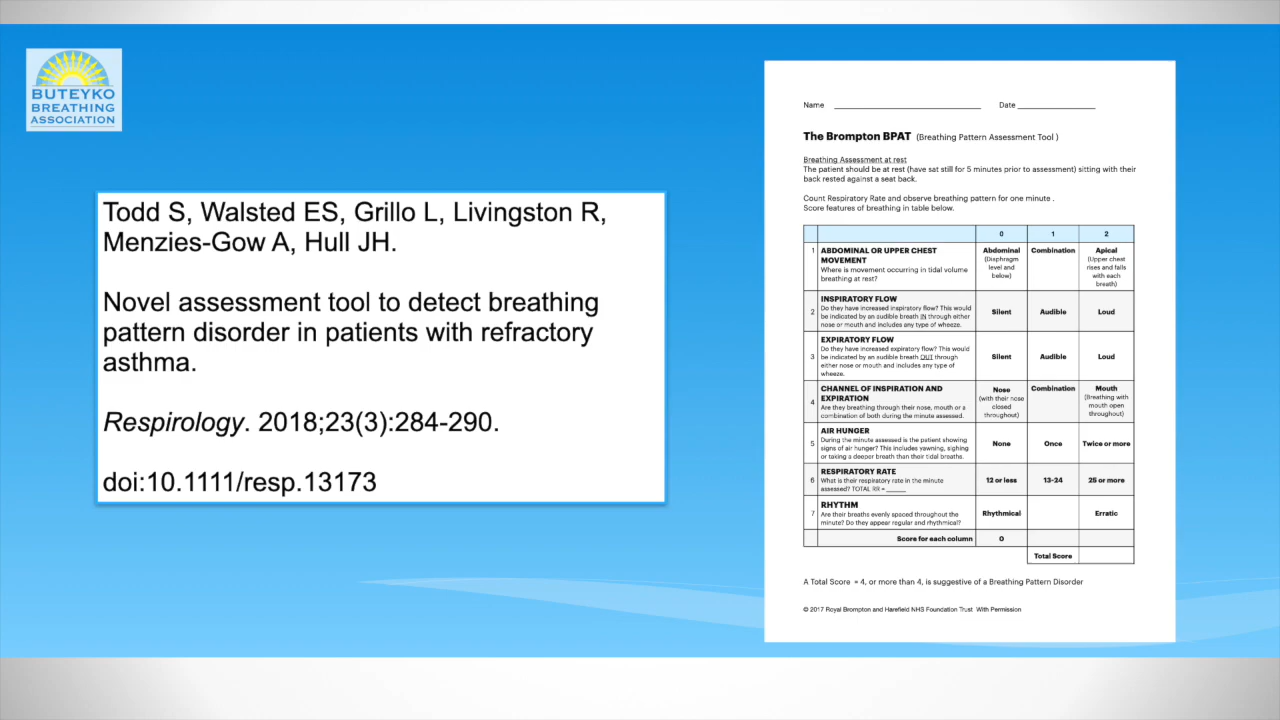 BUTEYKO
BREATHING
ASSOCIATION
Todd S, Walsted ES, Grillo L, Livingston R,
Menzies-Gow A, Hull JH.
Novel assessment tool to detect breathing
pattern disorder in patients with refractory
asthma.
Respirology. 2018;23(3):284-290.
doi:10.1111/resp.13173
Name ____________ Date ____________
The Brompton BPAT (Breathing Pattern Assessment Tool )
Breathing Assessment at rest
The patient should be at rest (have sat still for 5 minutes prior to assessment) sitting with their
back rested against a seat back.
Count Respiratory Rate and observe breathing pattern for one minute .
Score features of breathing in table below.
0 1 2
1 ABDOMINAL OR UPPER CHEST
MOVEMENT
Where is movement occurring in tidal volume
breathing at rest?
Abdominal
(Diaphragm
level and
below)
Combination
Apical
(Upper chest
rises and falls
with each
breath)
2 INSPIRATORY FLOW
Do they have increased inspiratory flow? This would
be indicated by an audible breath IN through either
nose or mouth and includes any type of wheeze.
Silent Audible Loud
3 EXPIRATORY FLOW
Do they have increased expiratory flow? This would
be indicated by an audible breath OUT through
either nose or mouth and includes any type of
wheeze.
Silent Audible Loud
4 CHANNEL OF INSPIRATION AND
EXPIRATION
Are they breathing through their nose, mouth or a
combination of both during the minute assessed.
Nose
(with their nose
closed
throughout)
Combination
Mouth
(Breathing with
mouth open
throughout)
5 AIR HUNGER
During the minute assessed is the patient showing
signs of air hunger? This includes yawning, sighing
or taking a deeper breath than their tidal breaths.
None Once Twice or more
6 RESPIRATORY RATE
What is their respiratory rate in the minute
assessed? TOTAL RR = ______
12 or less 13-24 25 or more
7 RHYTHM
Are their breaths evenly spaced throughout the
minute? Do they appear regular and rhythmical?
Rhythmical Erratic
Score for each column 0
Total Score
A Total Score = 4, or more than 4, is suggestive of a Breathing Pattern Disorder
© 2017 Royal Brompton and Harefield NHS Foundation Trust With Permission